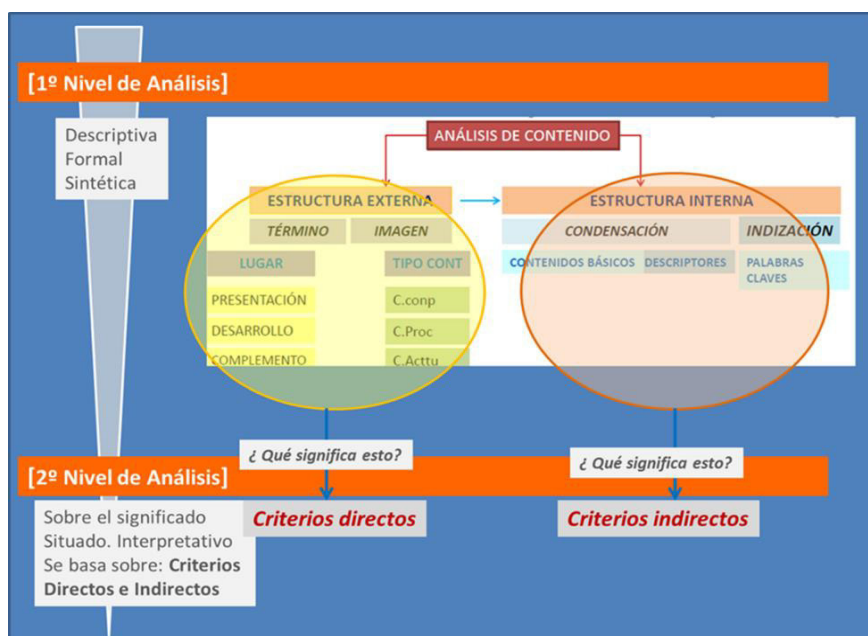 [1º Nivel de Análisis]
Descriptiva
Formal
Sintética
ANÁLISIS DE CONTENIDO
ESTRUCTURA EXTERNA
ESTRUCTURA INTERNA
TÉRMINO
IMAGEN
CONDENSACIÓN
INDIZACIÓN
LUGAR
TIPO CONT
CONTENIDOS BÁSICOS
DESCRIPTORES
PALABRAS
CLAVES
PRESENTACIÓN
C.conp
DESARROLLO
C.Proc
COMPLEMENTO
C.Acttu
¿ Qué significa esto?
¿ Qué significa esto?
[2º Nivel de Análisis]
Sobre el significado
Situado. Interpretativo
Se basa sobre: Criterios
Directos e Indirectos
Criterios directos
Criterios indirectos